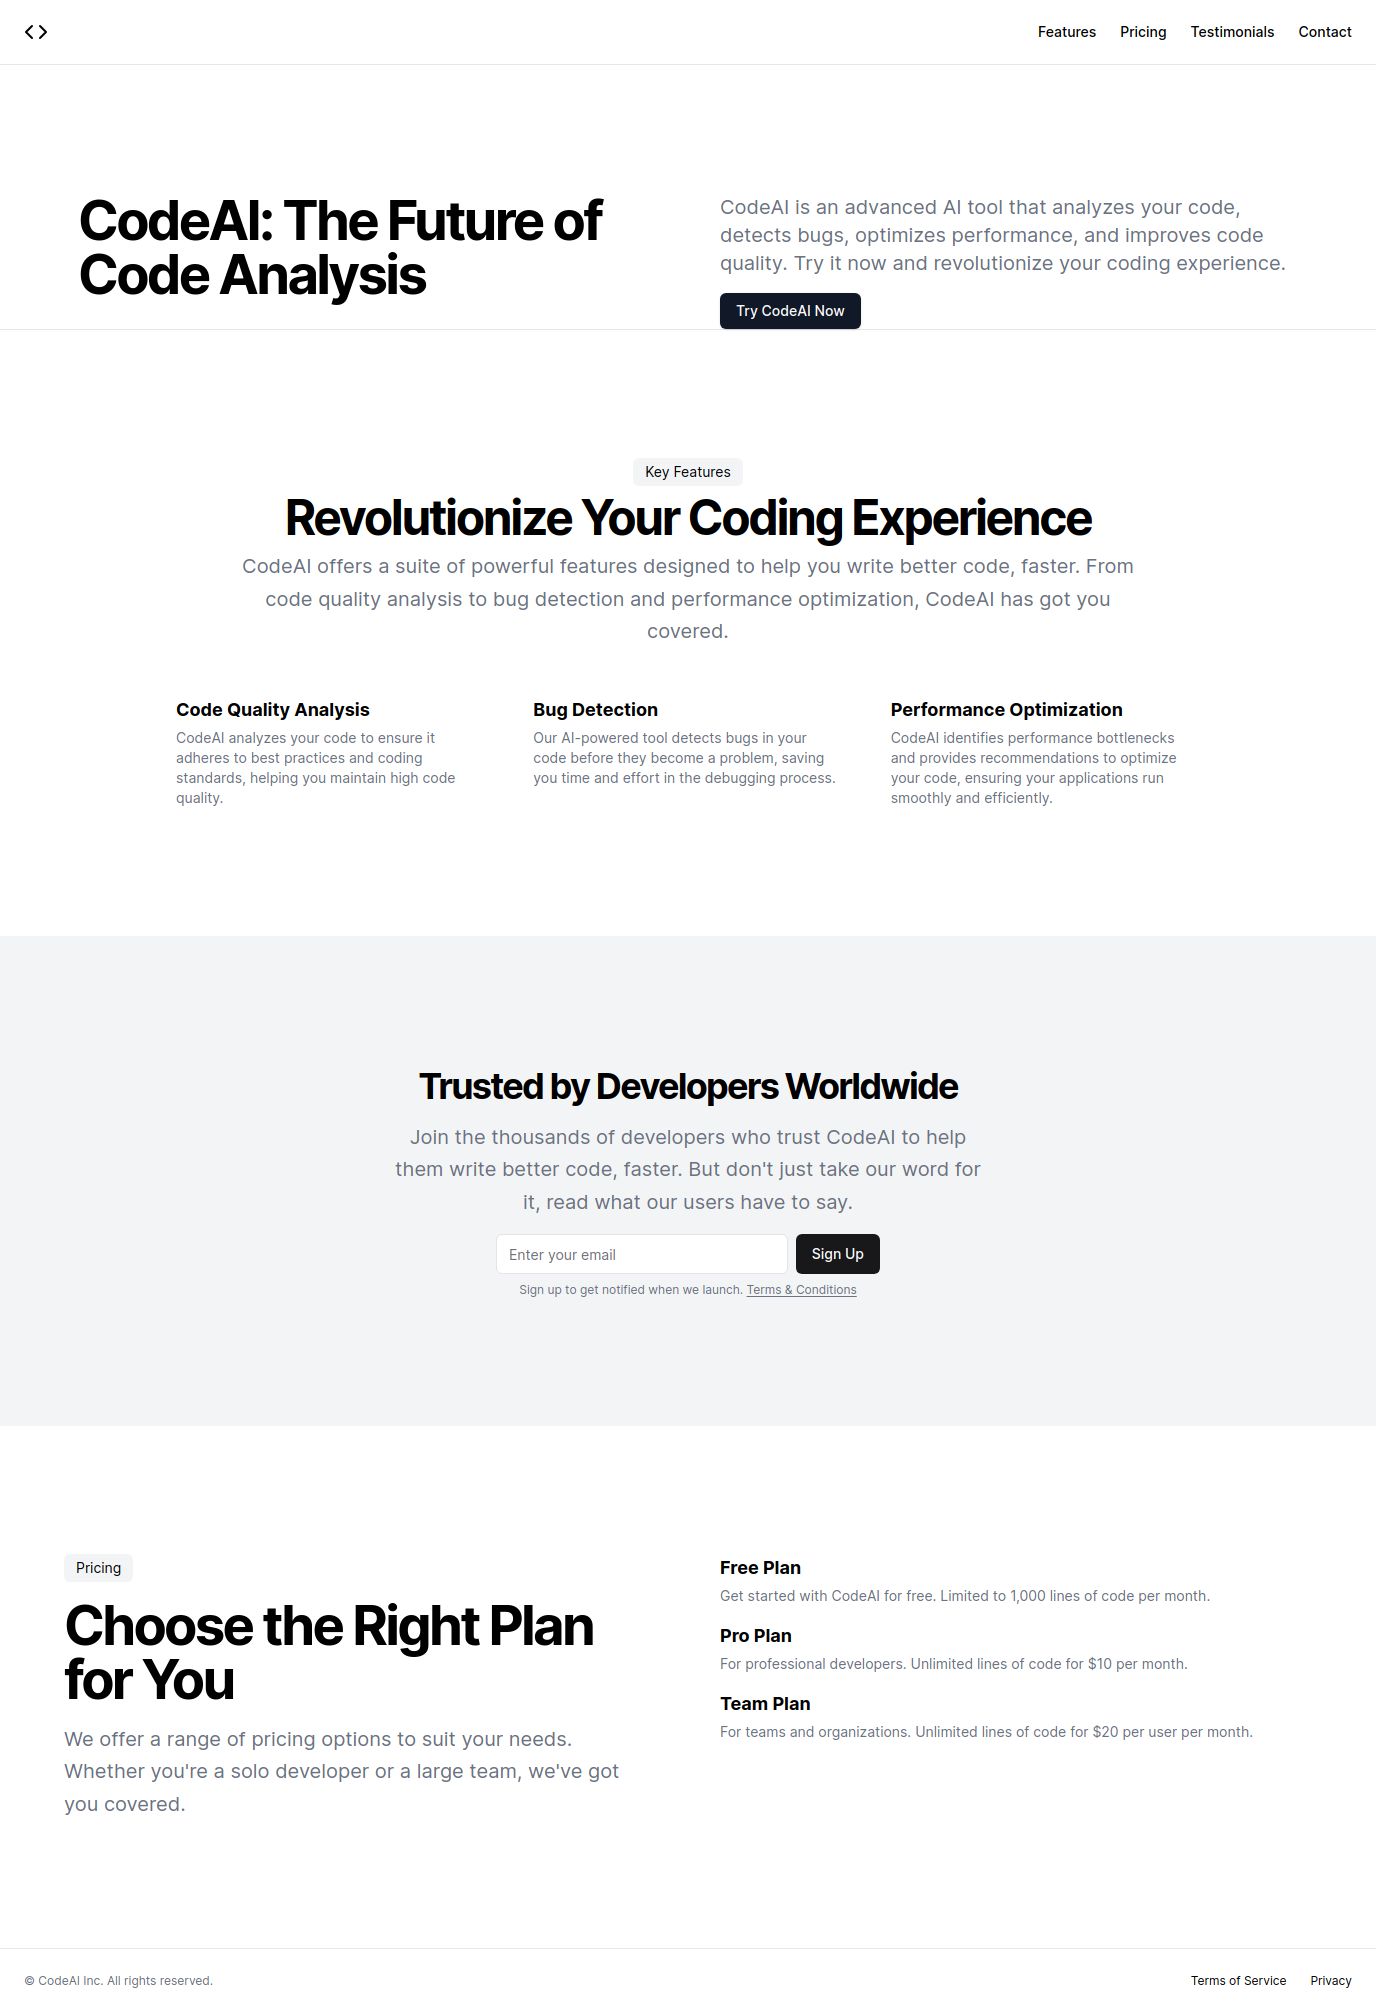 Features Pricing Testimonials Contact
CodeAI: The Future of
Code Analysis
CodeAI is an advanced AI tool that analyzes your code,
detects bugs, optimizes performance, and improves code
quality. Try it now and revolutionize your coding experience.
Try CodeAI Now
Key Features
Revolutionize Your Coding Experience
CodeAI offers a suite of powerful features designed to help you write better code, faster. From
code quality analysis to bug detection and performance optimization, CodeAI has got you
covered.
Code Quality Analysis
CodeAI analyzes your code to ensure it
adheres to best practices and coding
standards, helping you maintain high code
quality.
Bug Detection
Our AI-powered tool detects bugs in your
code before they become a problem, saving
you time and effort in the debugging process.
Performance Optimization
CodeAI identifies performance bottlenecks
and provides recommendations to optimize
your code, ensuring your applications run
smoothly and efficiently.
Trusted by Developers Worldwide
Join the thousands of developers who trust CodeAI to help
them write better code, faster. But don't just take our word for
it, read what our users have to say.
Enter your email
Sign Up
Sign up to get notified when we launch. Terms & Conditions
Pricing
Choose the Right Plan
for You
We offer a range of pricing options to suit your needs.
Whether you're a solo developer or a large team, we've got
you covered.
Free Plan
Get started with CodeAI for free. Limited to 1,000 lines of code per month.
Pro Plan
For professional developers. Unlimited lines of code for $10 per month.
Team Plan
For teams and organizations. Unlimited lines of code for $20 per user per month.
© CodeAI Inc. All rights reserved.
Terms of Service Privacy